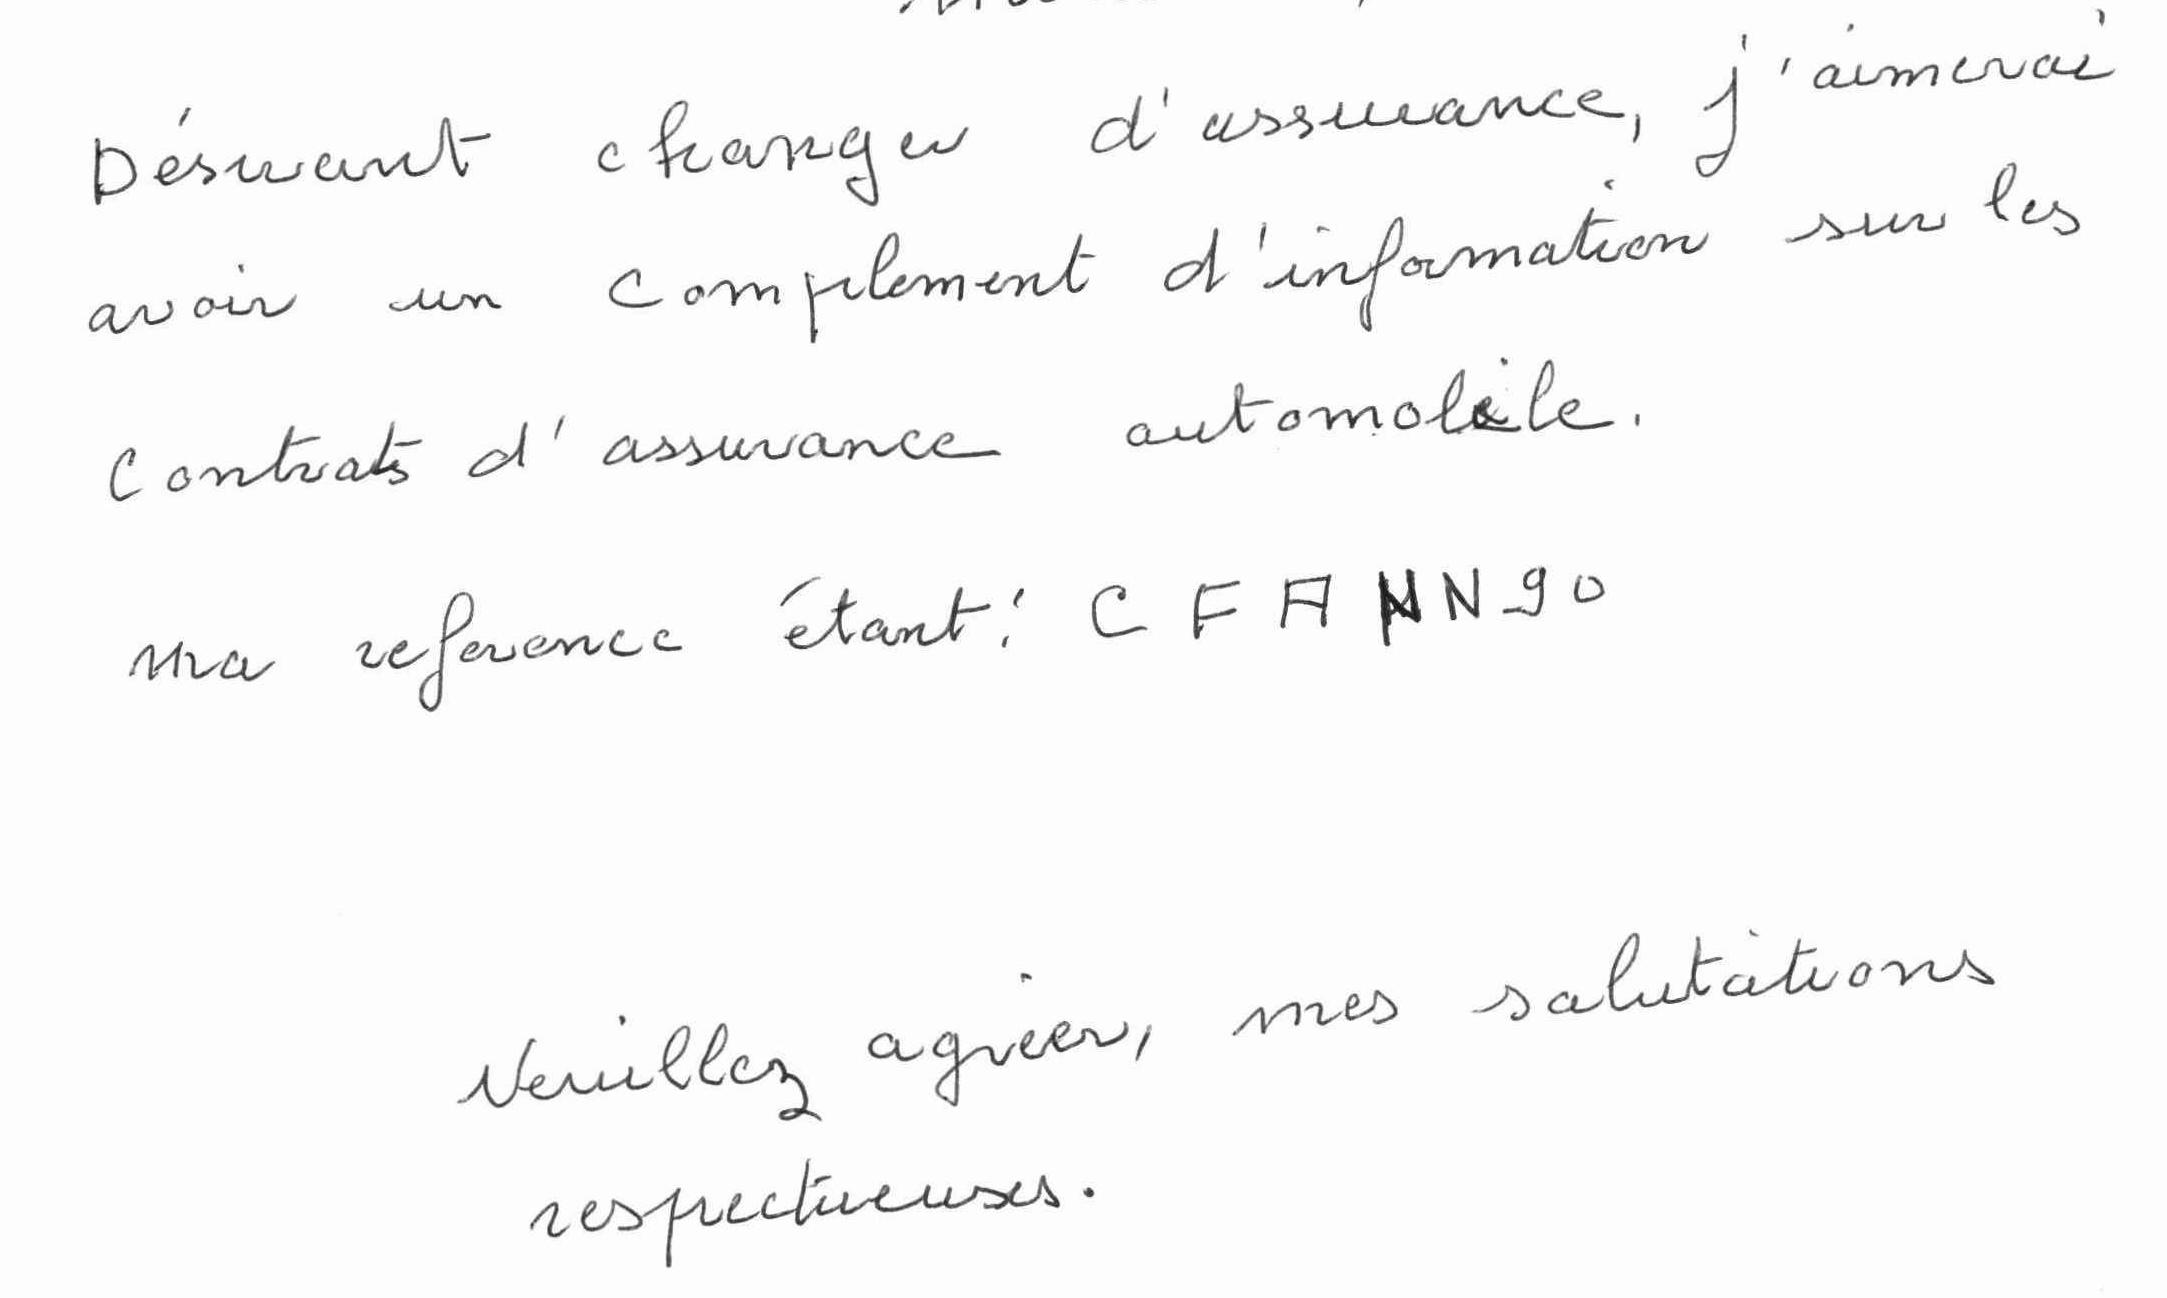 Désirant changer d'assurance, j'aimerai
avoir un complement d'information sur les
contrats d'assurance automobile.
Ma reference étant : CFANN90
Veuillez agréer, mes salutations
respectueuses.